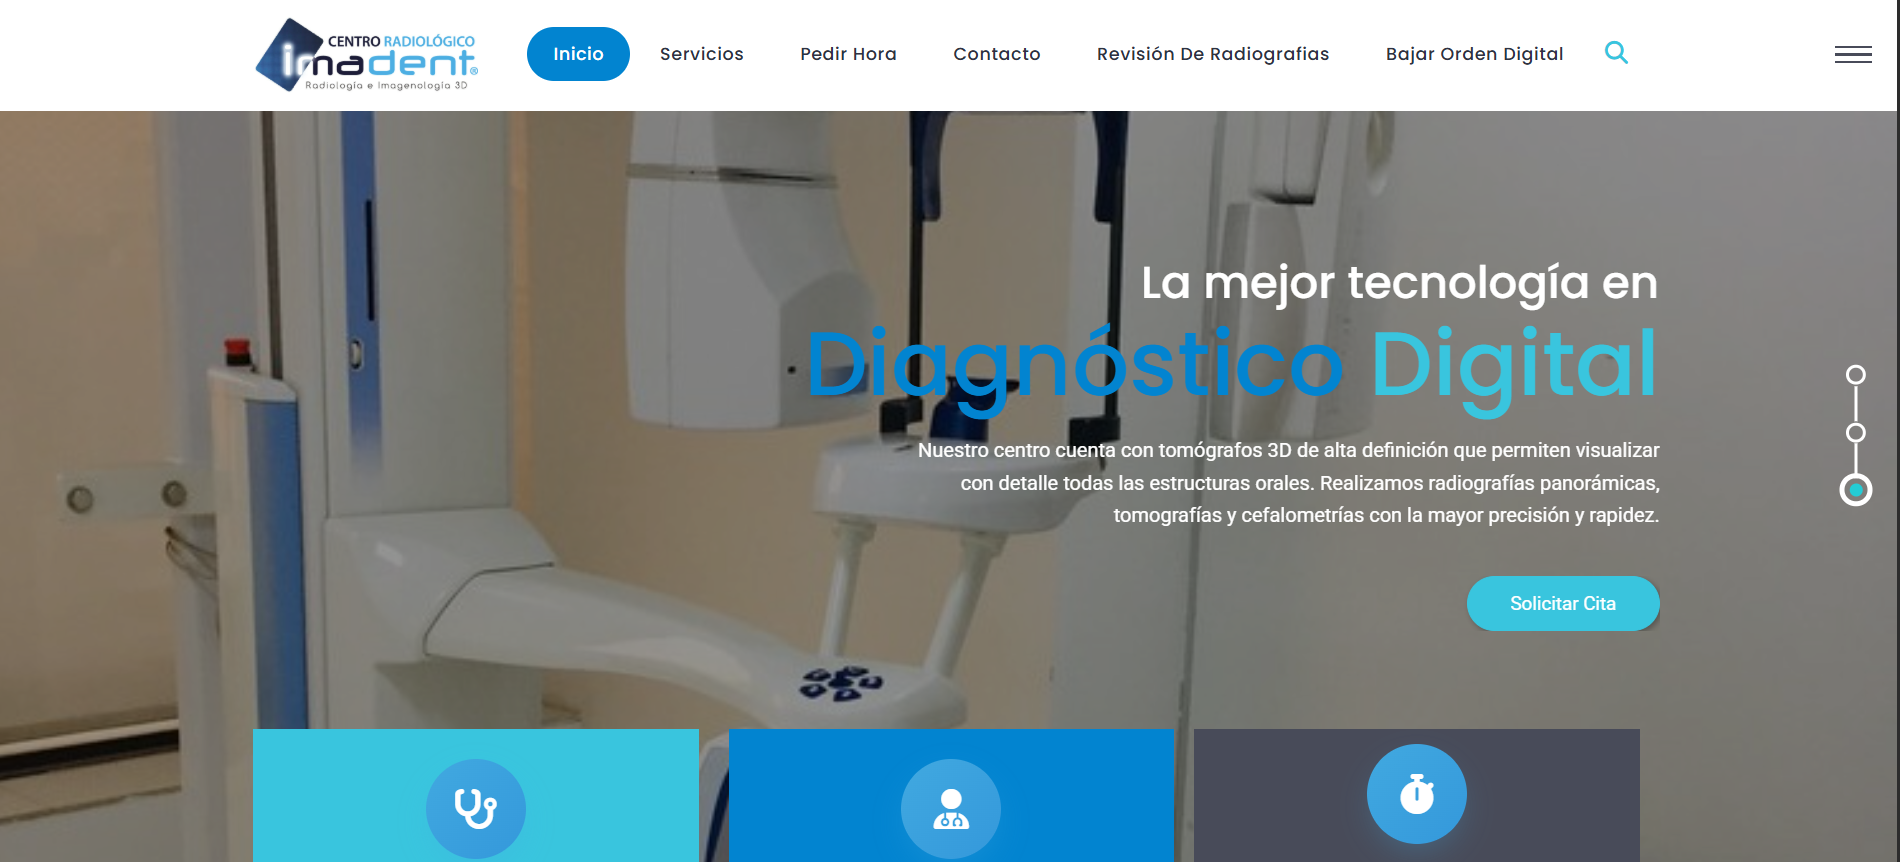 CENTRO RADIOLÓGICO
imadent®
Radiología e Imagenología 3D
Inicio
Servicios
Pedir Hora
Contacto
Revisión De Radiografias
Bajar Orden Digital
La mejor tecnología en
Diagnóstico Digital
Nuestro centro cuenta con tomógrafos 3D de alta definición que permiten visualizar
con detalle todas las estructuras orales. Realizamos radiografías panorámicas,
tomografías y cefalometrías con la mayor precisión y rapidez.
Solicitar Cita